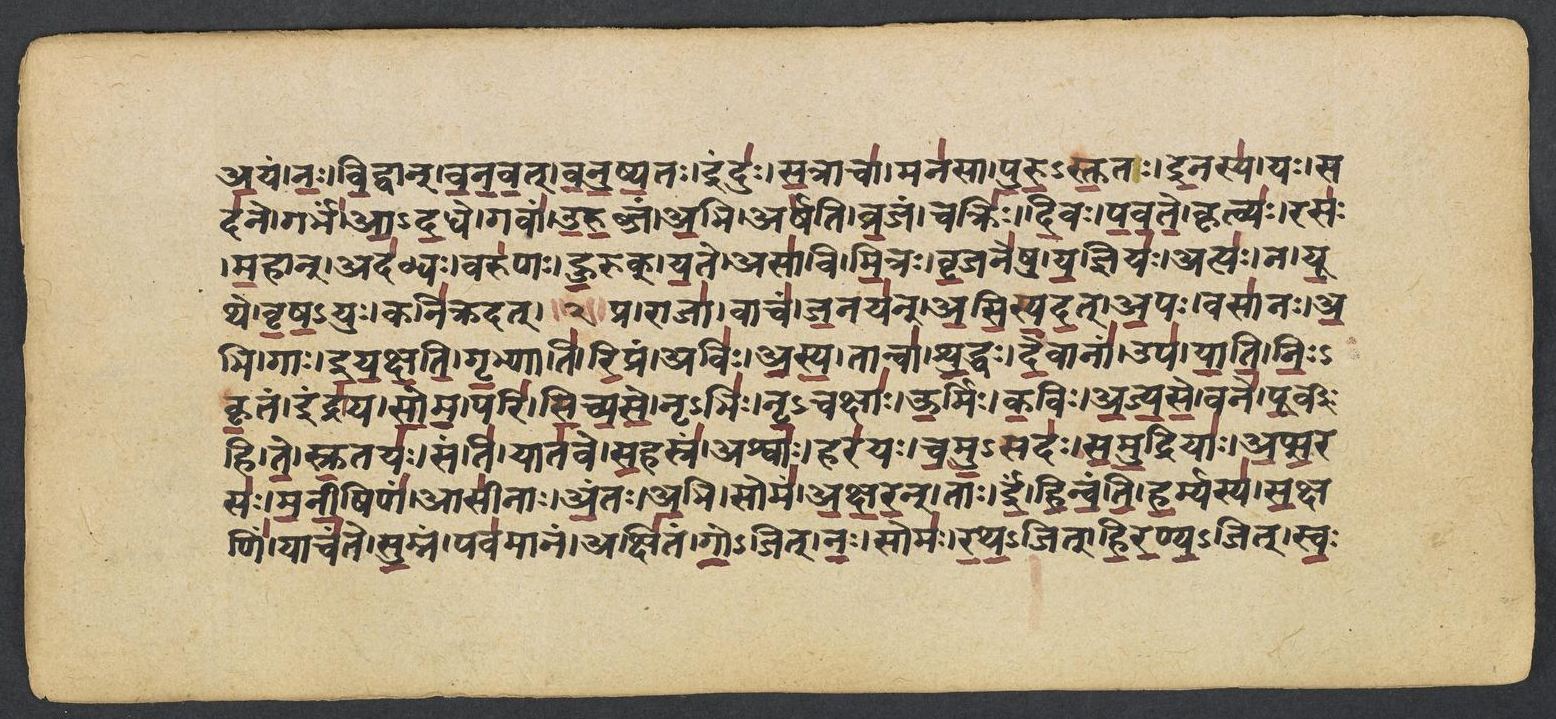 अयं।नः।विद्वान्।वनवत्।वनुष्यतः।इंदुः।सत्राचा।मनसा।पुरुऽस्तुतः।इनस्य।यः।स
दने।गर्भं।आऽदधे।गवां।उरुब्जं।अभि।अर्षति।व्रजं।चक्रिः।दिवः।पवते।कृत्व्यः।रसः
।महान्।अदब्धः।वरुणः।हुरुक्।यते।असावि।मित्रः।वृजनेषु।यज्ञियः।अत्यः।न।यू
थे।वृषऽयुः।कनिक्रदत्।।२।।प्र।राजा।वाचं।जनयन्।असिस्यदत्।अपः।वसानः।अ
भि।गाः।इयक्षति।गृभ्णाति।रिप्रं।अविः।अस्य।तान्वा।शुद्धः।देवानां।उप।याति।निःऽ
कृतं।इंद्राय।सोम।परि।सिच्यसे।नृऽभिः।नृऽचक्षाः।ऊर्मिः।कविः।अज्यसे।वने।पूर्वीः
हि।ते।स्रुतयः।संति।यातवे।सहस्रं।अश्वाः।हरयः।चमूऽसदः।समुद्रियाः।अप्सर
सः।मनीषिणं।आसीनाः।अंतः।अभि।सोमं।अक्षरन्।ताः।ईं।हिन्वंति।हर्म्यस्य।सक्ष
णिं।याचंते।सुम्नं।पवमानं।अक्षितं।गोऽजित्।नः।सोमः।रथऽजित्।हिरण्यऽजित्।स्वः